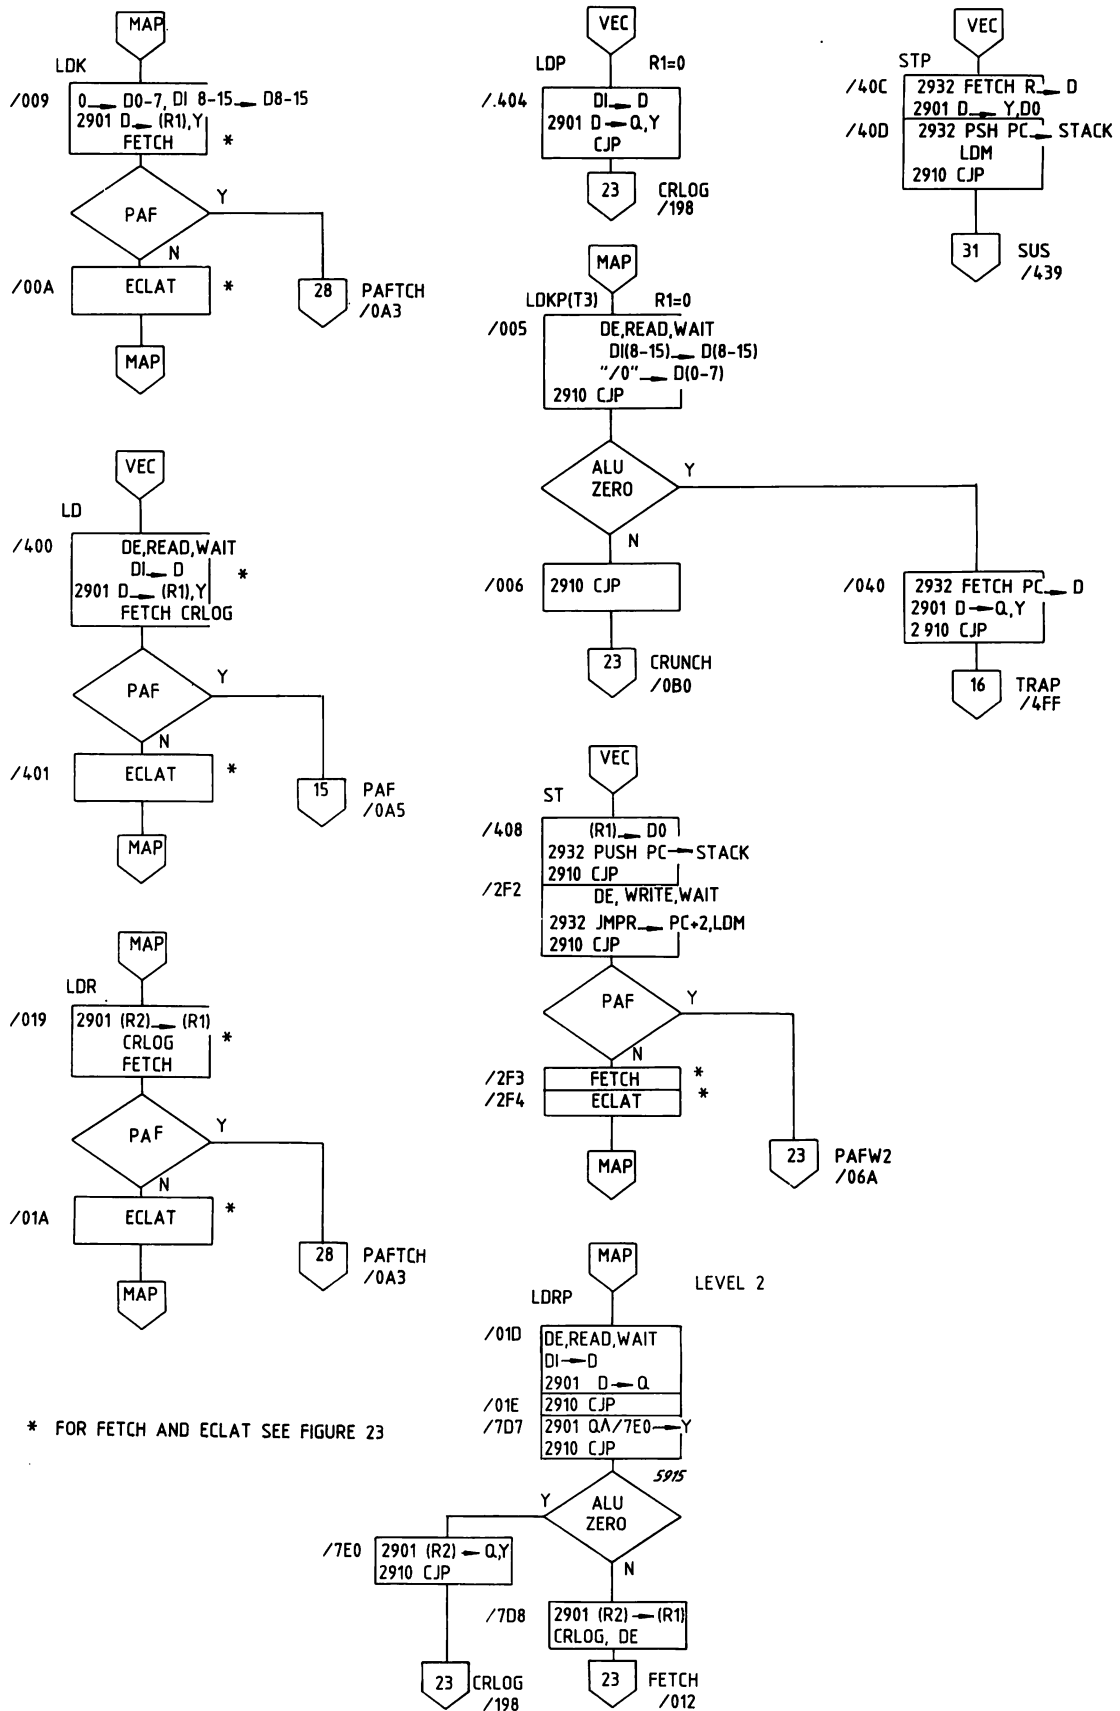 MAP
LDK
/009
0 → D0-7, DI 8-15 → D8-15
2901 D → (R1),Y
FETCH *
PAF
Y
N
/00A
ECLAT *
28 PAFTCH
/0A3
MAP
VEC
LD
/400
DE,READ,WAIT
DI → D *
2901 D → (R1),Y
FETCH CRLOG
PAF
Y
N
/401
ECLAT *
15 PAF
/0A5
MAP
MAP
LDR
/019
2901 (R2) → (R1)
CRLOG *
FETCH
PAF
Y
N
/01A
ECLAT *
28 PAFTCH
/0A3
MAP
* FOR FETCH AND ECLAT SEE FIGURE 23
VEC
LDP R1=0
/.404
DI → D
2901 D → Q,Y
CJP
23 CRLOG
/198
MAP
LDKP(T3) R1=0
/005
DE,READ,WAIT
DI(8-15) → D(8-15)
"/0" → D(0-7)
2910 CJP
ALU
ZERO
Y
N
/006
2910 CJP
23 CRUNCH
/0B0
/040
2932 FETCH PC → D
2901 D → Q,Y
2910 CJP
16 TRAP
/4FF
VEC
STP
/40C
2932 FETCH R → D
2901 D → Y,D0
/40D
2932 PSH PC → STACK
LDM
2910 CJP
31 SUS
/439
VEC
ST
/408
(R1) → D0
2932 PUSH PC → STACK
2910 CJP
/2F2
DE, WRITE,WAIT
2932 JMPR → PC+2,LDM
2910 CJP
PAF
Y
N
/2F3
FETCH *
/2F4
ECLAT *
MAP
23 PAFW2
/06A
MAP
LEVEL 2
LDRP
/01D
DE,READ,WAIT
DI → D
2901 D → Q
/01E
2910 CJP
/7D7
2901 Q∧/7E0 → Y
2910 CJP
5915
ALU
ZERO
Y
N
/7E0
2901 (R2) → Q,Y
2910 CJP
/7D8
2901 (R2) → (R1)
CRLOG, DE
23 CRLOG
/198
23 FETCH
/012